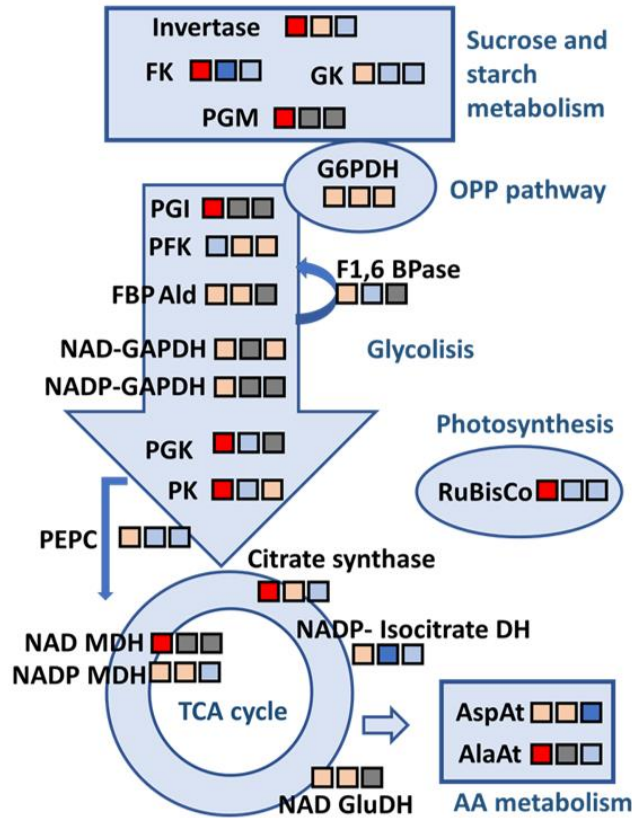 Invertase
Sucrose and
starch
metabolism
FK
GK
PGM
G6PDH
OPP pathway
PGI
PFK
F1,6 BPase
FBP Ald
NAD-GAPDH
Glycolisis
NADP-GAPDH
Photosynthesis
PGK
PK
RuBisCo
PEPC
Citrate synthase
NADP- Isocitrate DH
NAD MDH
NADP MDH
TCA cycle
AspAt
AlaAt
NAD GluDH
AA metabolism